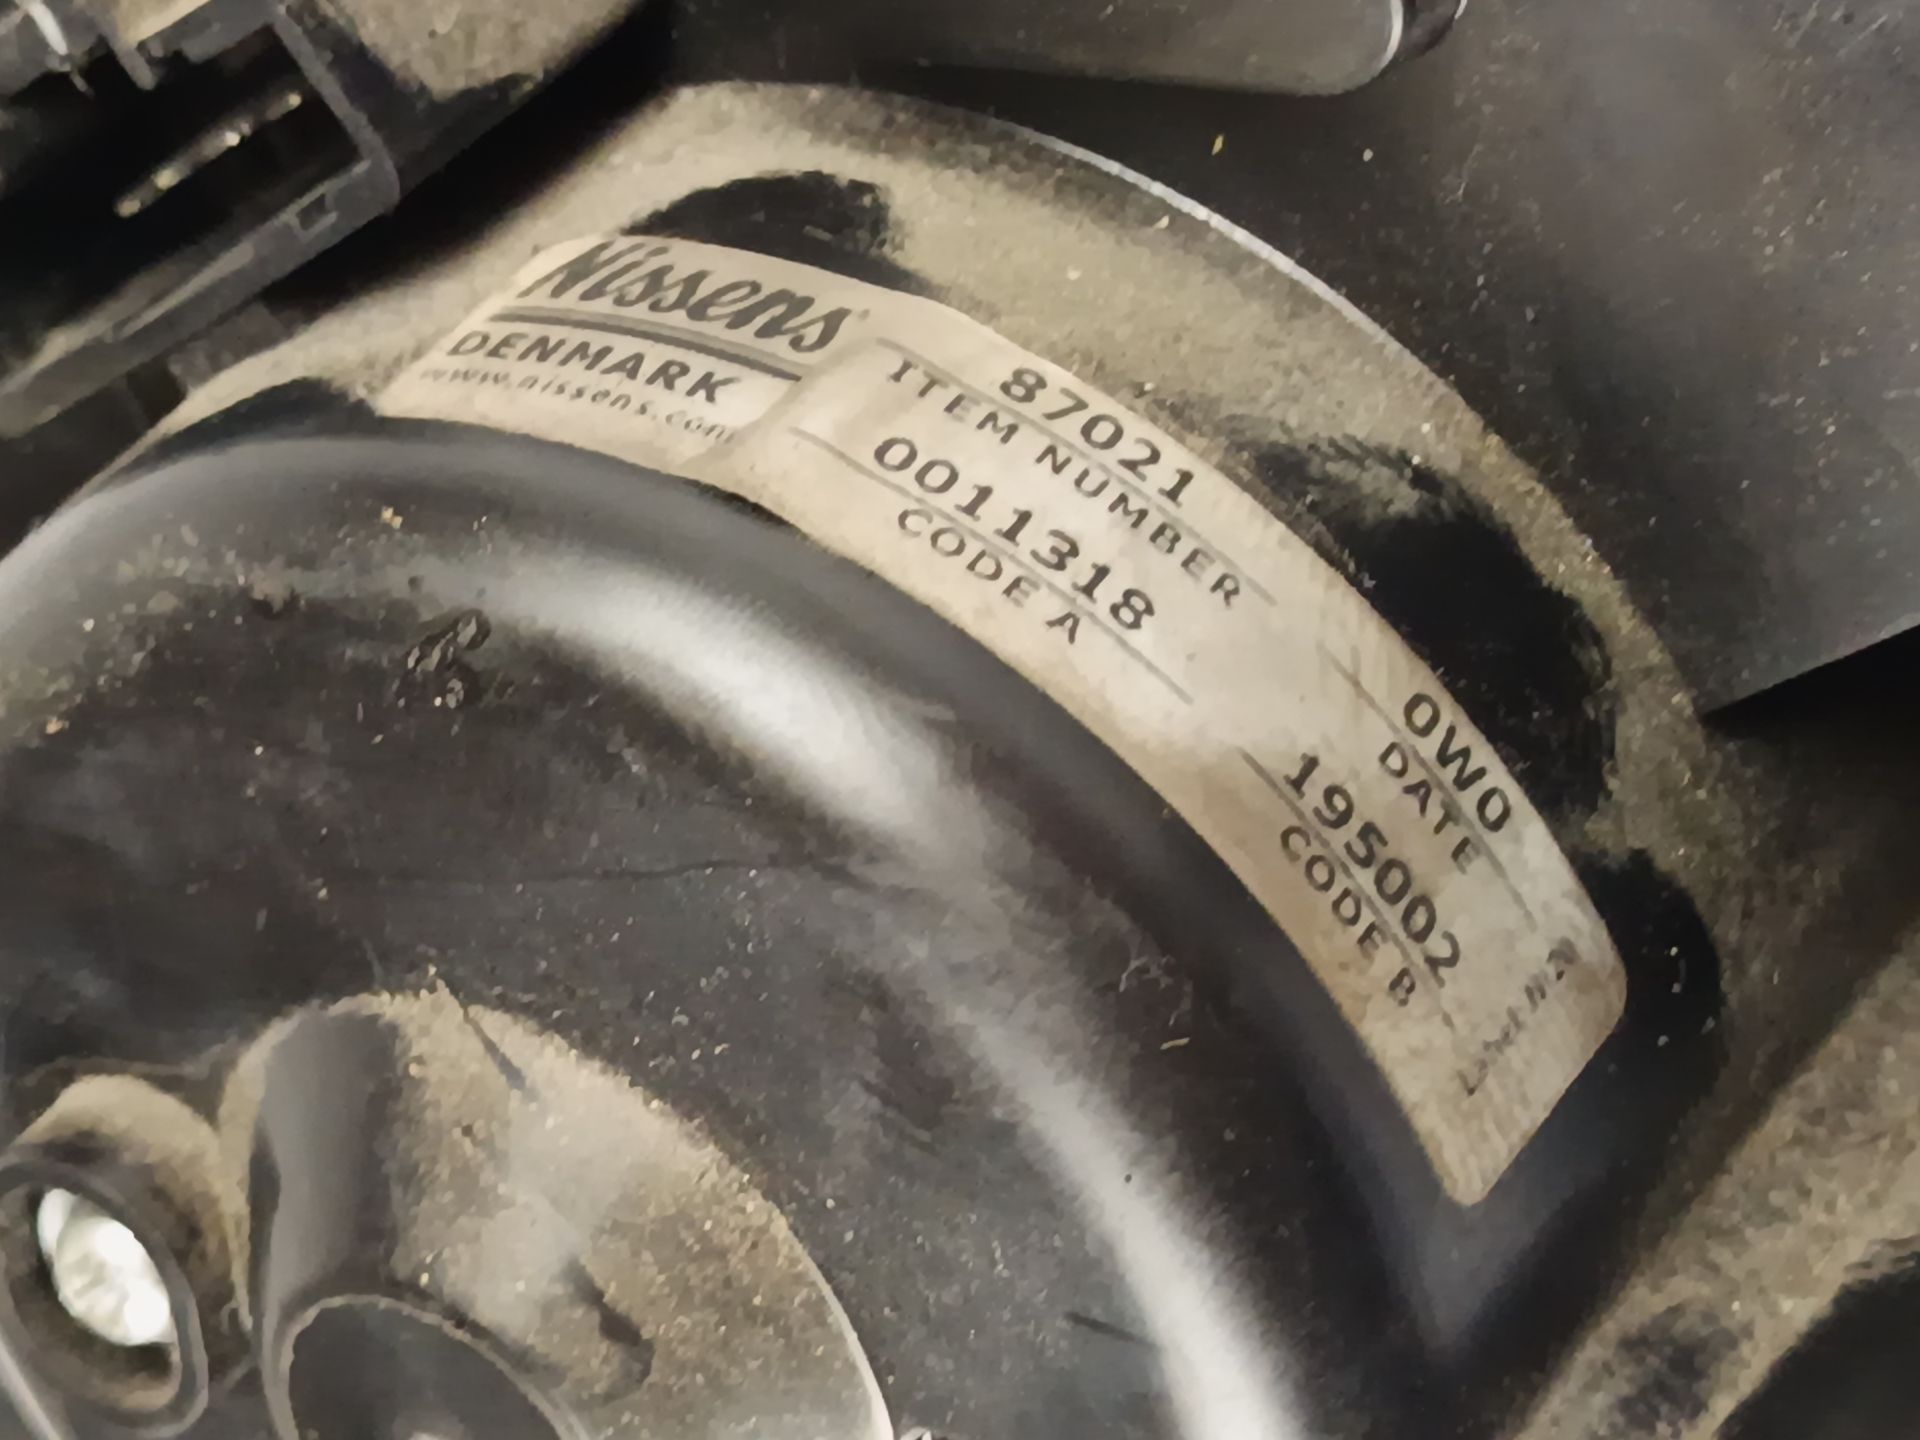 Nissens
DENMARK
www.nissens.com
87021
ITEM NUMBER
0011318
CODE A
0W0
DATE
195002
CODE B